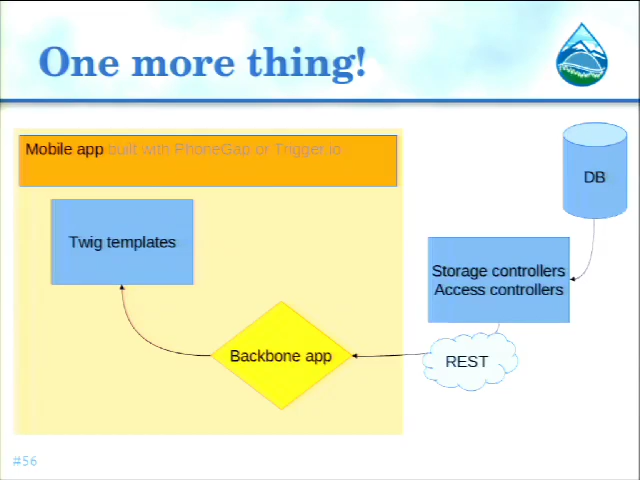 One more thing!
Mobile app built with PhoneGap or Trigger.io
DB
Twig templates
Storage controllers
Access controllers
Backbone app
REST
#56